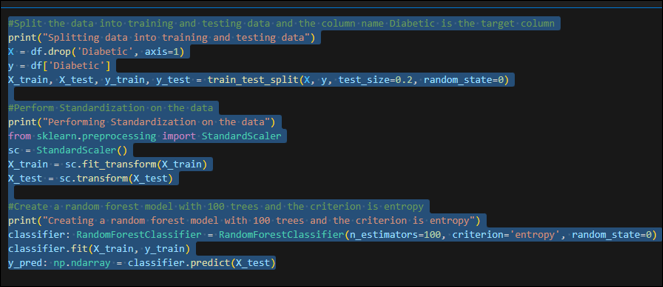 #Split the data into training and testing data and the column name Diabetic is the target column
print("Splitting data into training and testing data")
X = df.drop('Diabetic', axis=1)
y = df['Diabetic']
X_train, X_test, y_train, y_test = train_test_split(X, y, test_size=0.2, random_state=0)
#Perform Standardization on the data
print("Performing Standardization on the data")
from sklearn.preprocessing import StandardScaler
sc = StandardScaler()
X_train = sc.fit_transform(X_train)
X_test = sc.transform(X_test)
#Create a random forest model with 100 trees and the criterion is entropy
print("Creating a random forest model with 100 trees and the criterion is entropy")
classifier: RandomForestClassifier = RandomForestClassifier(n_estimators=100, criterion='entropy', random_state=0)
classifier.fit(X_train, y_train)
y_pred: np.ndarray = classifier.predict(X_test)